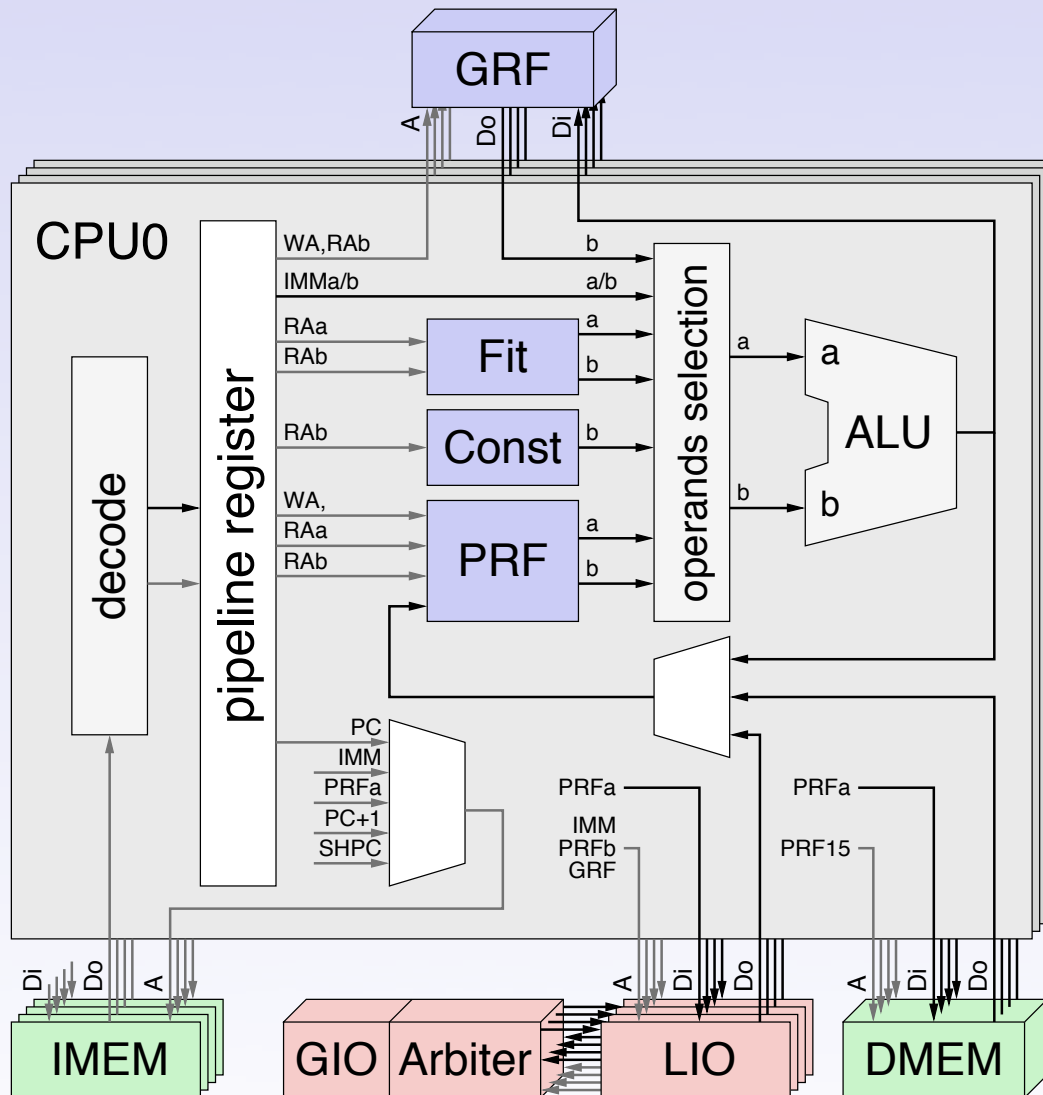 GRF
A
Do
Di
CPU0
WA,RAb
b
IMMa/b
a/b
RAa
a
RAb
b
Fit
RAb
b
Const
WA,
RAa
a
RAb
b
PRF
decode
pipeline register
operands selection
a
a
ALU
b
b
PC
IMM
PRFa
PC+1
SHPC
PRFa
IMM
PRFb
GRF
PRFa
PRF15
Di
Do
A
A
Di
Do
A
Di
Do
IMEM
GIO
Arbiter
LIO
DMEM